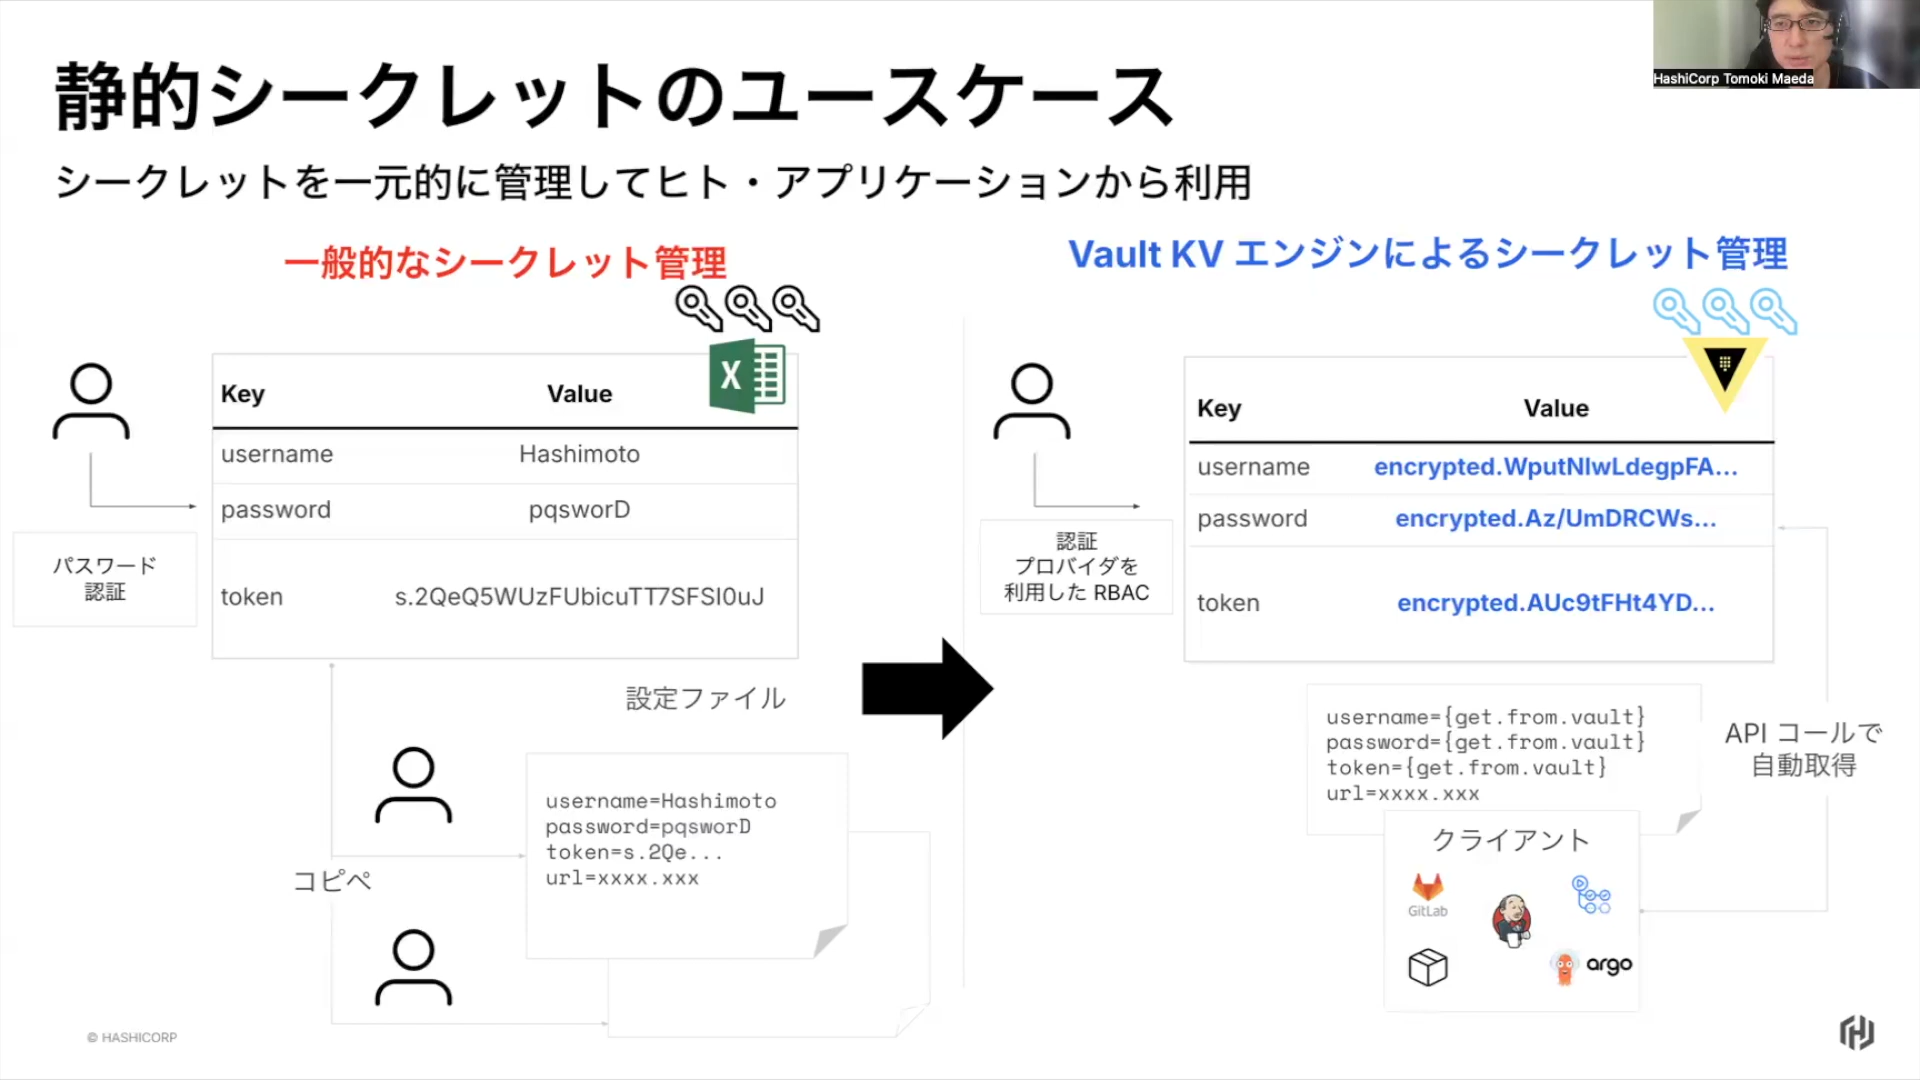 HashiCorp Tomoki Maeda
静的シークレットのユースケース
シークレットを一元的に管理してヒト・アプリケーションから利用
一般的なシークレット管理
X
Key Value
username Hashimoto
password pqsworD
token s.2QeQ5WUzFUbicuTT7SFSI0uJ
パスワード
認証
設定ファイル
username=Hashimoto
password=pqsworD
token=s.2Qe...
url=xxxx.xxx
コピペ
Vault KV エンジンによるシークレット管理
Key Value
username encrypted.WputNlwLdegpFA...
password encrypted.Az/UmDRCWs...
token encrypted.AUc9tFHt4YD...
認証
プロバイダを
利用した RBAC
username={get.from.vault}
password={get.from.vault}
token={get.from.vault}
url=xxxx.xxx
API コールで
自動取得
クライアント
GitLab
argo
© HASHICORP